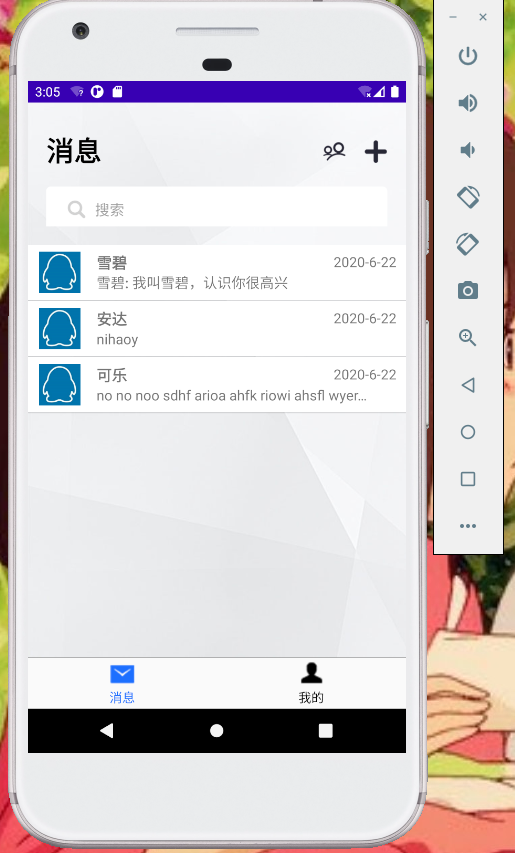 3:05
消息
搜索
雪碧 2020-6-22
雪碧: 我叫雪碧，认识你很高兴
安达 2020-6-22
nihaoy
可乐 2020-6-22
no no noo sdhf arioa ahfk riowi ahsfl wyer...
消息 我的